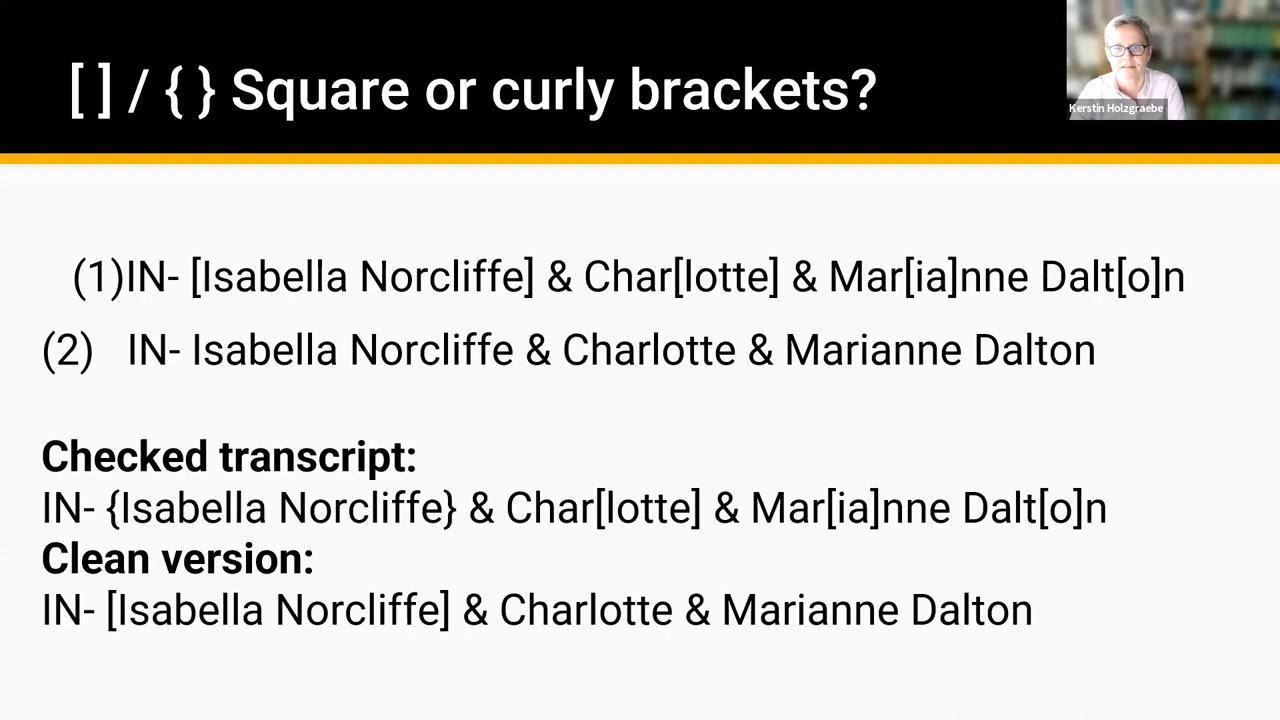 [ ] / { } Square or curly brackets?
Kerstin Holzgraebe
(1)IN- [Isabella Norcliffe] & Char[lotte] & Mar[ia]nne Dalt[o]n
(2) IN- Isabella Norcliffe & Charlotte & Marianne Dalton
Checked transcript:
IN- {Isabella Norcliffe} & Char[lotte] & Mar[ia]nne Dalt[o]n
Clean version:
IN- [Isabella Norcliffe] & Charlotte & Marianne Dalton